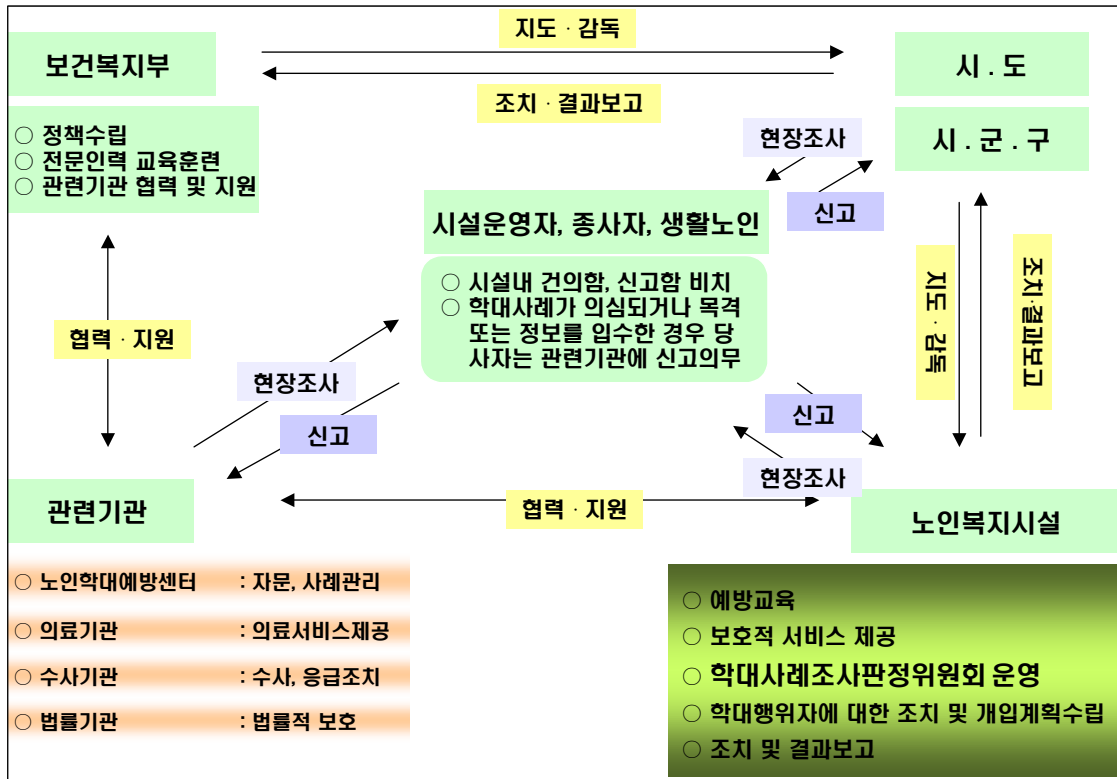 지도 · 감독
보건복지부
시 . 도
조치 · 결과보고
○ 정책수립
○ 전문인력 교육훈련
○ 관련기관 협력 및 지원
현장조사
시 . 군 . 구
신고
시설운영자, 종사자, 생활노인
○ 시설내 건의함, 신고함 비치
○ 학대사례가 의심되거나 목격
또는 정보를 입수한 경우 당
사자는 관련기관에 신고의무
지도 · 감독
조치·결과보고
협력 · 지원
현장조사
신고
신고
현장조사
관련기관
협력 · 지원
노인복지시설
○ 노인학대예방센터 : 자문, 사례관리
○ 의료기관 : 의료서비스제공
○ 수사기관 : 수사, 응급조치
○ 법률기관 : 법률적 보호
○ 예방교육
○ 보호적 서비스 제공
○ 학대사례조사판정위원회 운영
○ 학대행위자에 대한 조치 및 개입계획수립
○ 조치 및 결과보고